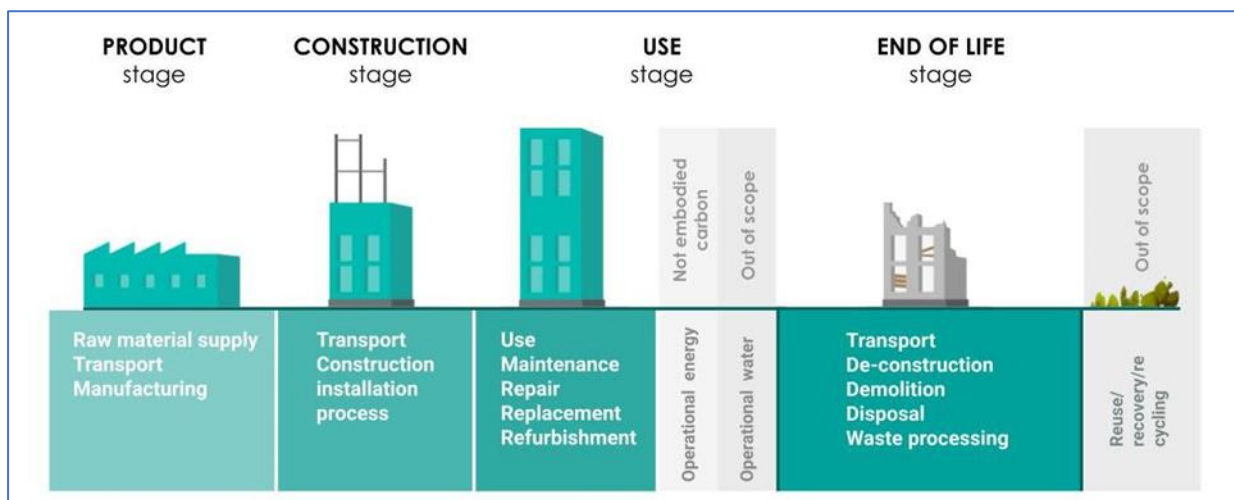 PRODUCT
stage
CONSTRUCTION
stage
USE
stage
END OF LIFE
stage
Not embodied
carbon
Out of scope
Out of scope
Raw material supply
Transport
Manufacturing
Transport
Construction
installation
process
Use
Maintenance
Repair
Replacement
Refurbishment
Operational energy
Operational water
Transport
De-construction
Demolition
Disposal
Waste processing
Reuse/
recovery/re
cycling